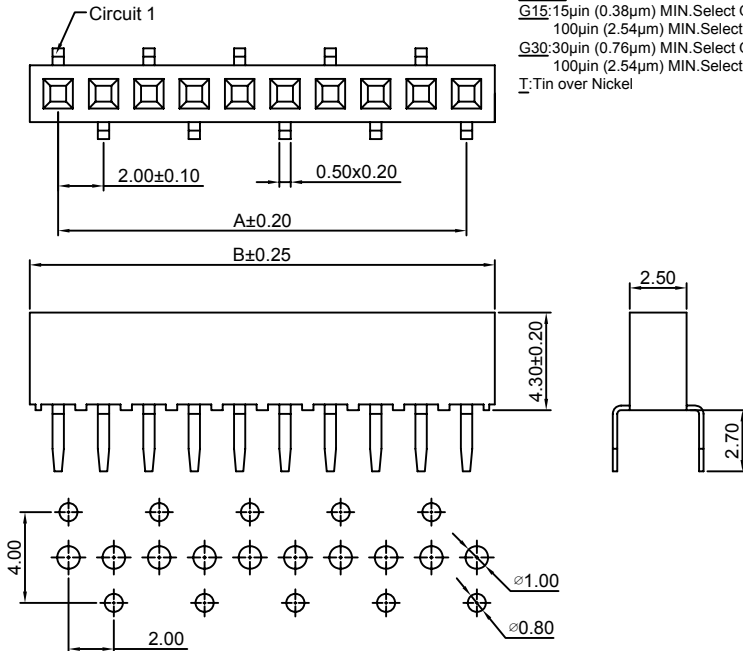 Circuit 1
G15:15µin (0.38µm) MIN.Select
100µin (2.54µm) MIN.Select
G30:30µin (0.76µm) MIN.Select
100µin (2.54µm) MIN.Select
T:Tin over Nickel
2.00±0.10
0.50x0.20
A±0.20
B±0.25
4.30±0.20
2.50
2.70
4.00
2.00
⌀1.00
⌀0.80